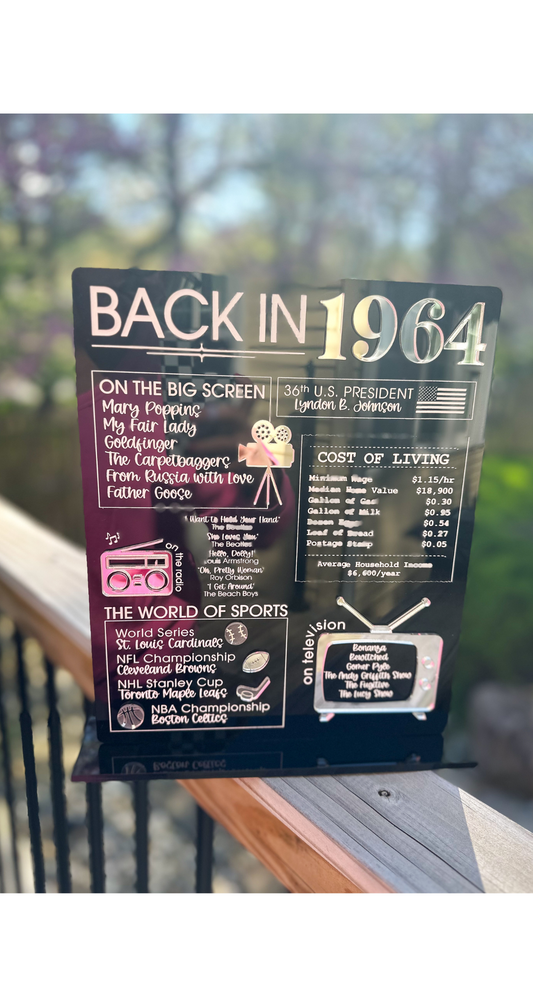 BACK IN 1964
ON THE BIG SCREEN
Mary Poppins
My Fair Lady
Goldfinger
The Carpetbaggers
From Russia with Love
Father Goose
36th U.S. PRESIDENT
Lyndon B. Johnson
COST OF LIVING
Minimum Wage $1.15/hr
Median Home Value $18,900
Gallon of Gas $0.30
Gallon of Milk $0.95
Dozen Eggs $0.54
Loaf of Bread $0.27
Postage Stamp $0.05
Average Household Income
$6,600/year
on the radio
"I Want to Hold Your Hand"
The Beatles
"She Loves You"
The Beatles
"Hello, Dolly!"
Louis Armstrong
"Oh, Pretty Woman"
Roy Orbison
"I Get Around"
The Beach Boys
THE WORLD OF SPORTS
World Series
St. Louis Cardinals
NFL Championship
Cleveland Browns
NHL Stanley Cup
Toronto Maple Leafs
NBA Championship
Boston Celtics
on television
Bonanza
Bewitched
Gomer Pyle
The Andy Griffith Show
The Fugitive
The Lucy Show